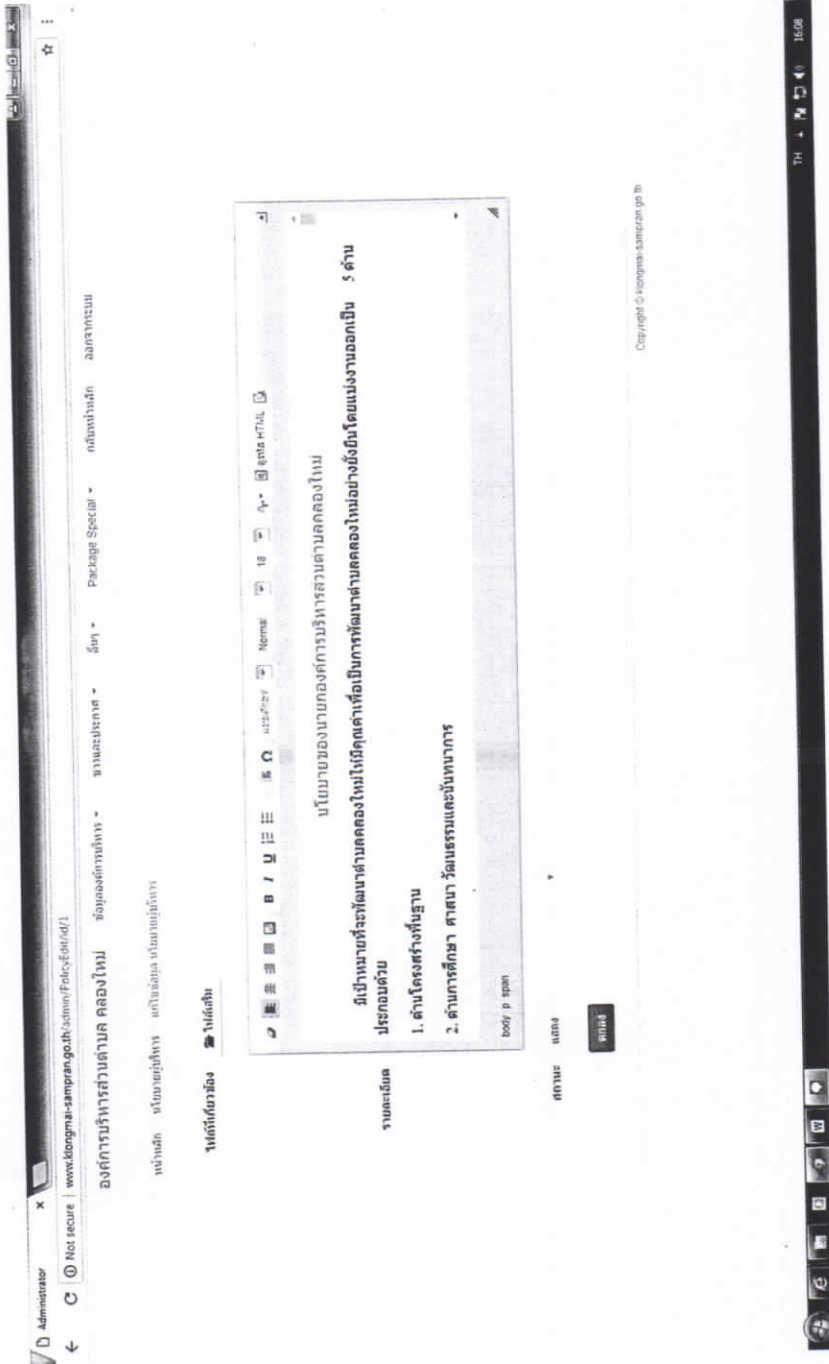 Administrator
Not secure | www.klongmai-sampran.go.th/admin/PolicyEdit/id/1
องค์การบริหารส่วนตำบล คลองใหม่ ข้อมูลองค์การบริหาร ข่าวและประกาศ อื่นๆ Package Special กลับหน้าหลัก ออกจากระบบ
หน้าหลัก นโยบายผู้บริหาร แก้ไขข้อมูล นโยบายผู้บริหาร
ไฟล์ที่เกี่ยวข้อง ไฟล์เสริม
B I U Ω Normal 18 ดูรหัส HTML
รายละเอียด
นโยบายของนายกองค์การบริหารส่วนตำบลคลองใหม่
มีเป้าหมายที่จะพัฒนาตำบลคลองใหม่ให้มีคุณค่าเพื่อเป็นการพัฒนาตำบลคลองใหม่อย่างยั่งยืนโดยแบ่งงานออกเป็น 5 ด้าน
ประกอบด้วย
1. ด้านโครงสร้างพื้นฐาน
2. ด้านการศึกษา ศาสนา วัฒนธรรมและนันทนาการ
body p span
สถานะ แสดง
ตกลง
Copyright © klongmai-sampran.go.th
TH 16:08